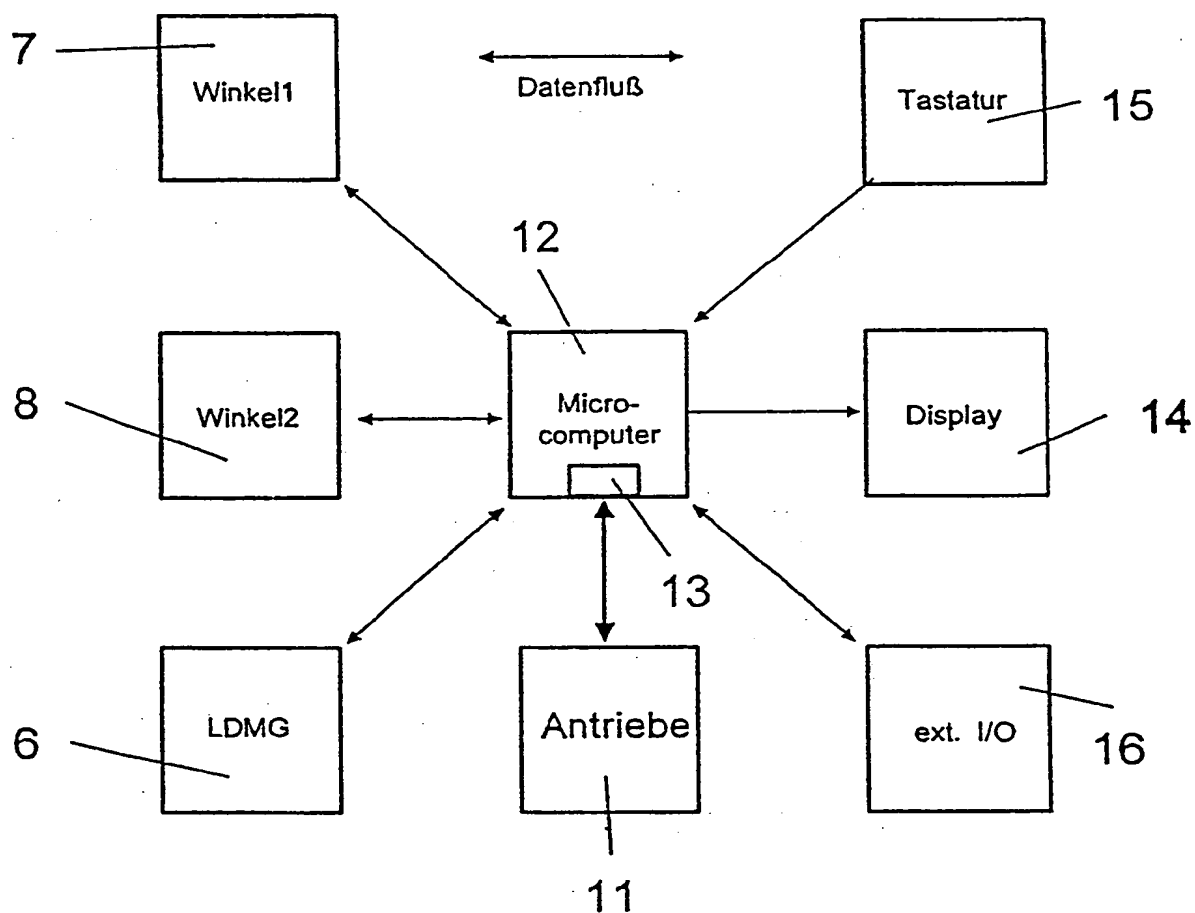 7
Winkel1
Datenfluß
Tastatur
15
12
8
Winkel2
Micro-
computer
Display
14
13
6
LDMG
Antriebe
ext. I/O
16
11